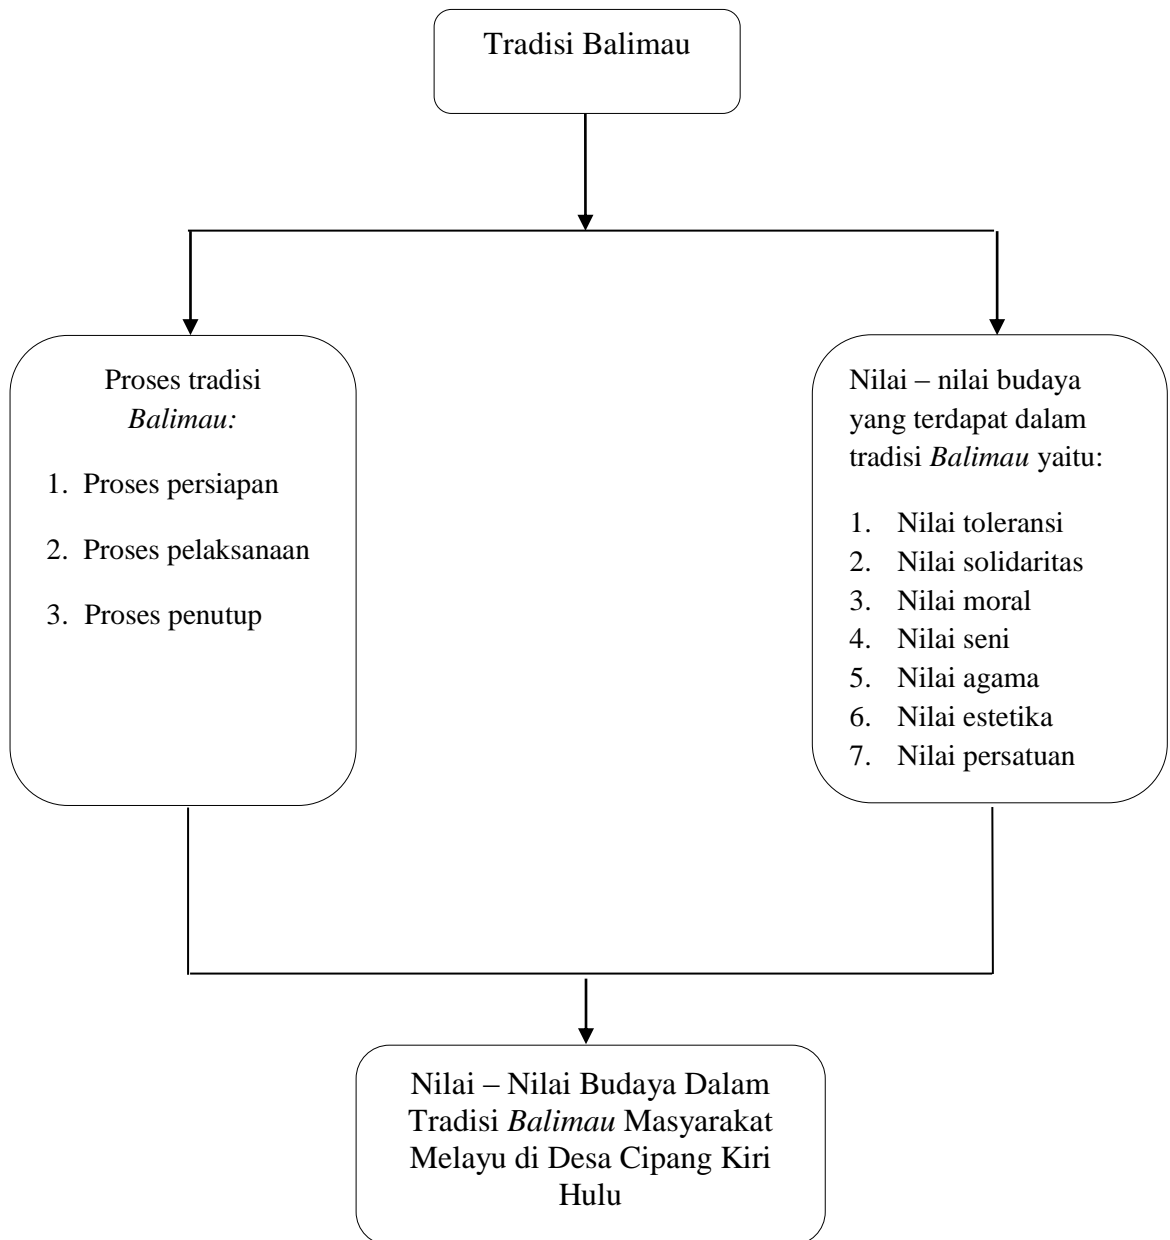 Tradisi Balimau
Proses tradisi
Balimau:
1. Proses persiapan
2. Proses pelaksanaan
3. Proses penutup
Nilai – nilai budaya
yang terdapat dalam
tradisi Balimau yaitu:
1. Nilai toleransi
2. Nilai solidaritas
3. Nilai moral
4. Nilai seni
5. Nilai agama
6. Nilai estetika
7. Nilai persatuan
Nilai – Nilai Budaya Dalam
Tradisi Balimau Masyarakat
Melayu di Desa Cipang Kiri
Hulu